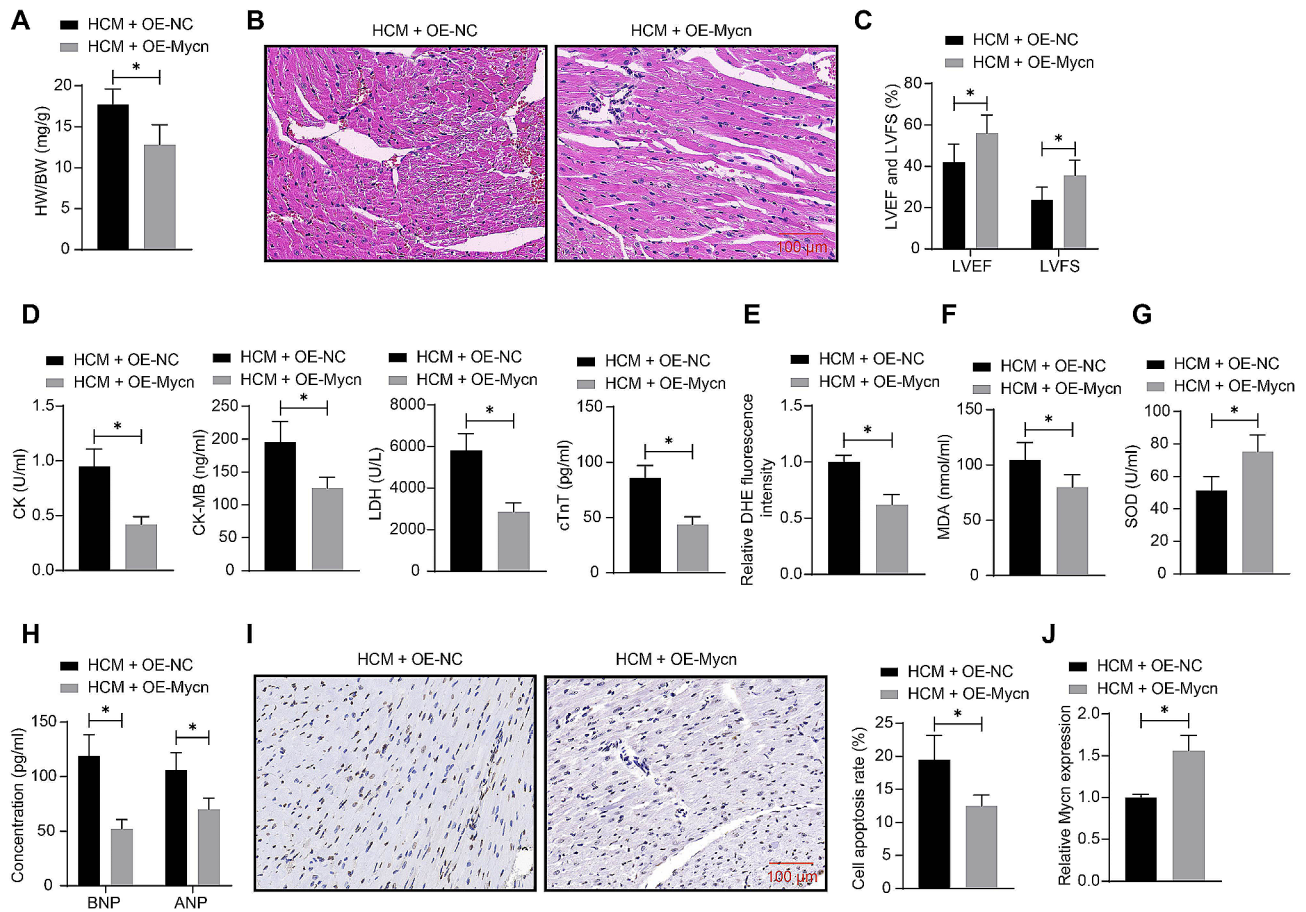 A
HCM + OE-NC
HCM + OE-Mycn
HW/BW (mg/g)
20
15
10
5
0
*
B
HCM + OE-NC
HCM + OE-Mycn
100 μm
C
HCM + OE-NC
HCM + OE-Mycn
LVEF and LVFS (%)
80
60
40
20
0
*
*
LVEF
LVFS
D
HCM + OE-NC
HCM + OE-Mycn
CK (U/ml)
1.5
1.0
0.5
0.0
*
HCM + OE-NC
HCM + OE-Mycn
CK-MB (ng/ml)
250
200
150
100
50
0
*
HCM + OE-NC
HCM + OE-Mycn
LDH (U/L)
8000
6000
4000
2000
0
*
HCM + OE-NC
HCM + OE-Mycn
cTnT (pg/ml)
150
100
50
0
*
E
HCM + OE-NC
HCM + OE-Mycn
Relative DHE fluorescence
intensity
1.5
1.0
0.5
0.0
*
F
HCM + OE-NC
HCM + OE-Mycn
MDA (nmol/ml)
150
100
50
0
*
G
HCM + OE-NC
HCM + OE-Mycn
SOD (U/ml)
100
80
60
40
20
0
*
H
HCM + OE-NC
HCM + OE-Mycn
Concentration (pg/ml)
150
100
50
0
*
*
BNP
ANP
I
HCM + OE-NC
HCM + OE-Mycn
100 μm
HCM + OE-NC
HCM + OE-Mycn
Cell apoptosis rate (%)
25
20
15
10
5
0
*
J
HCM + OE-NC
HCM + OE-Mycn
Relative Mycn expression
2.0
1.5
1.0
0.5
0.0
*